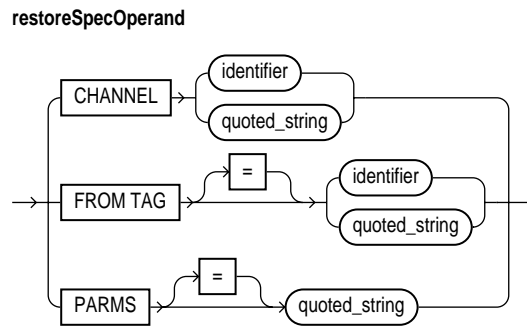 restoreSpecOperand
identifier
CHANNEL
quoted_string
=
identifier
FROM TAG
quoted_string
=
PARMS
quoted_string